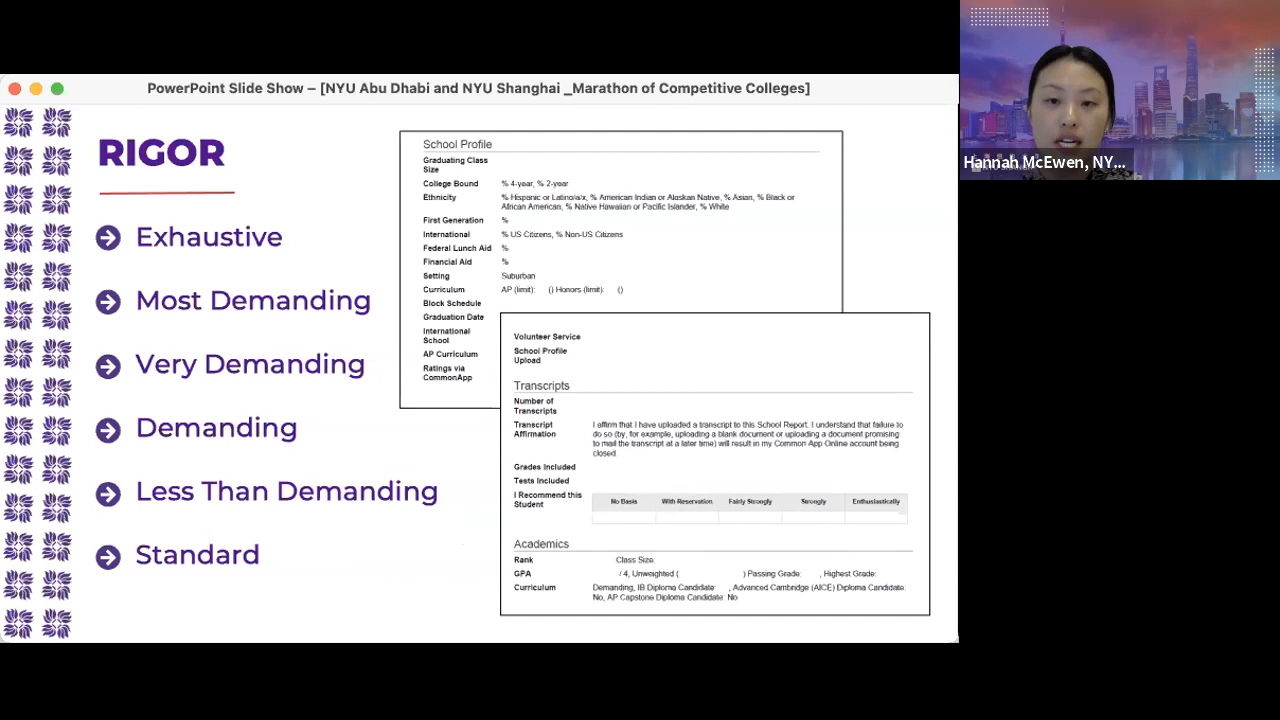 PowerPoint Slide Show – [NYU Abu Dhabi and NYU Shanghai _Marathon of Competitive Colleges]
RIGOR
Exhaustive
Most Demanding
Very Demanding
Demanding
Less Than Demanding
Standard
School Profile
Graduating Class
Size
College Bound % 4-year, % 2-year
Ethnicity % Hispanic or Latino/a/x, % American Indian or Alaskan Native, % Asian, % Black or
African American, % Native Hawaiian or Pacific Islander, % White
First Generation %
International % US Citizens, % Non-US Citizens
Federal Lunch Aid %
Financial Aid %
Setting Suburban
Curriculum AP (limit: () Honors (limit: ()
Block Schedule
Graduation Date
International
School
AP Curriculum
Ratings via
CommonApp
Volunteer Service
School Profile
Upload
Transcripts
Number of
Transcripts
Transcript
Affirmation
I affirm that I have uploaded a transcript to this School Report. I understand that failure to
do so (by, for example, uploading a blank document or uploading a document promising
to mail the transcript at a later time) will result in my Common App Online account being
closed.
Grades Included
Tests Included
I Recommend this
Student
No Basis With Reservation Fairly Strongly Strongly Enthusiastically
Academics
Rank Class Size:
GPA / 4, Unweighted ( ) Passing Grade: , Highest Grade:
Curriculum Demanding, IB Diploma Candidate: , Advanced Cambridge (AICE) Diploma Candidate:
No, AP Capstone Diploma Candidate: No
Hannah McEwen, NY...